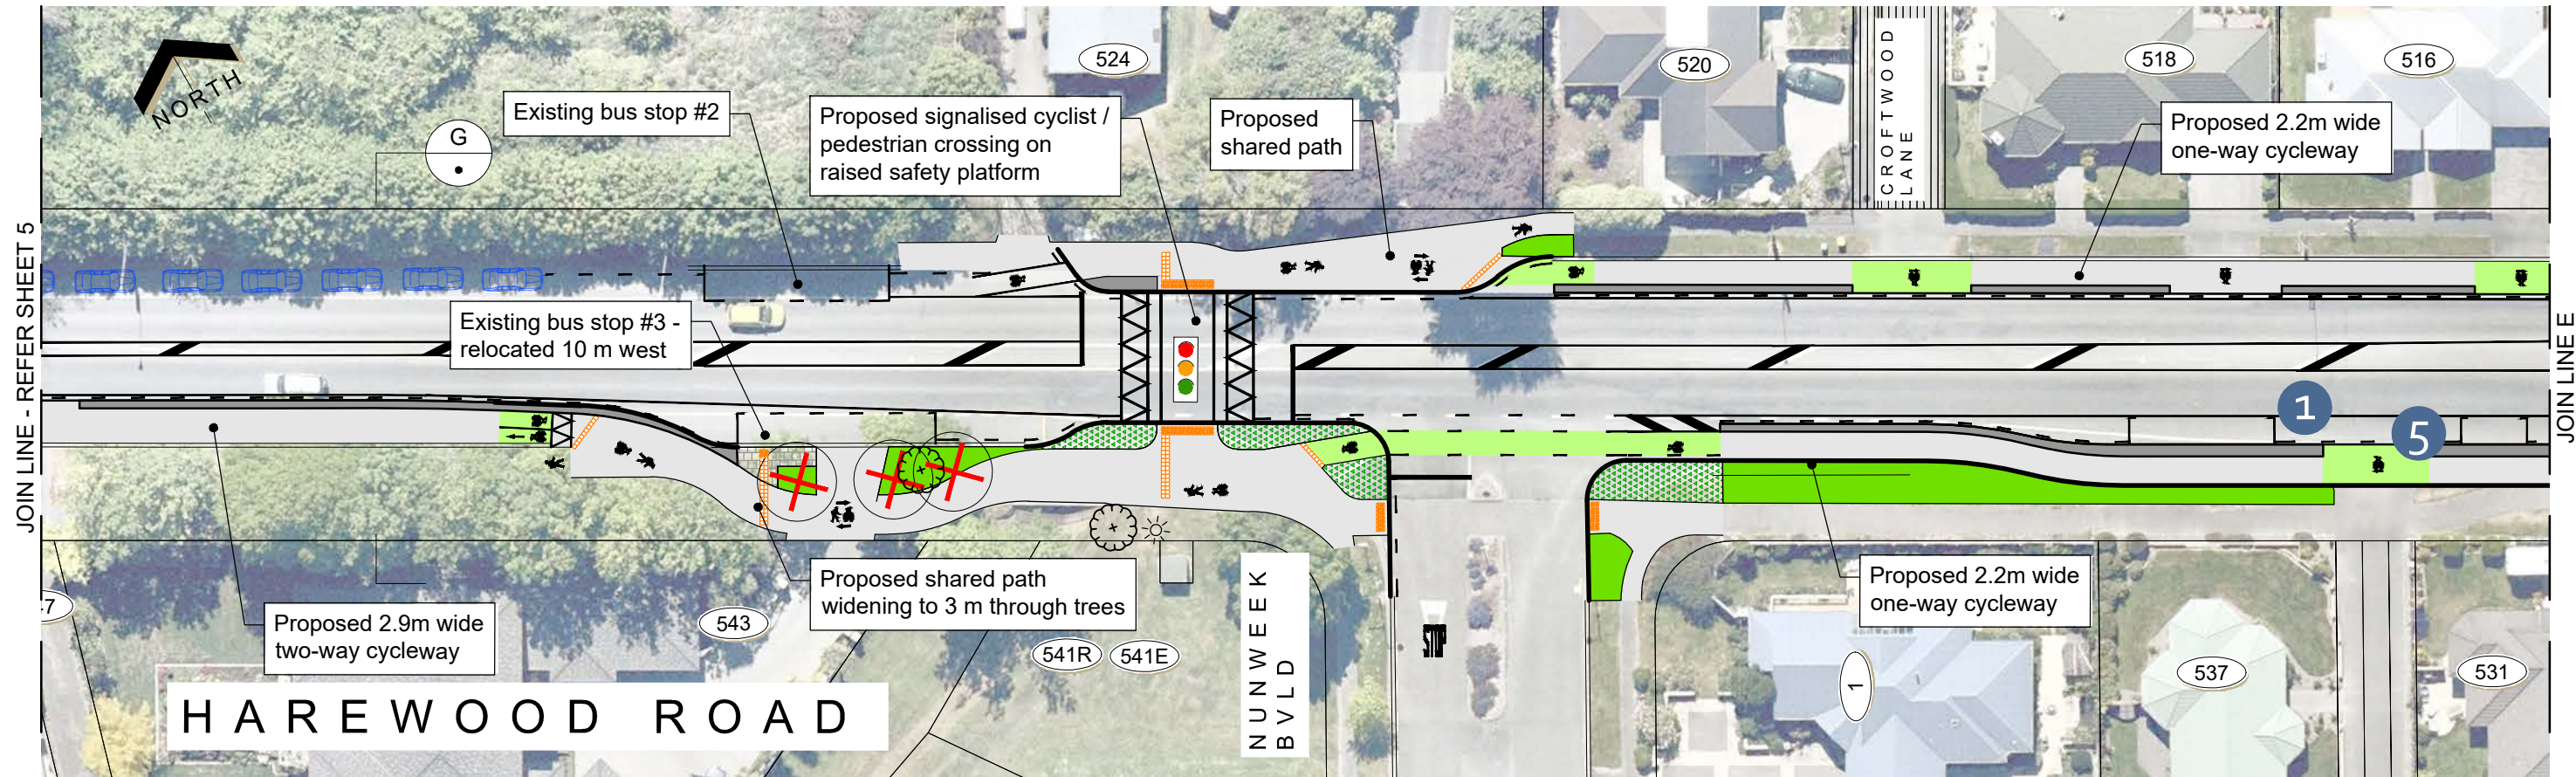 JOIN LINE - REFER SHEET 5
NORTH
G
Existing bus stop #2
524
Proposed signalised cyclist /
pedestrian crossing on
raised safety platform
Proposed
shared path
520
CROFTWOOD
LANE
518
516
Proposed 2.2m wide
one-way cycleway
Existing bus stop #3 -
relocated 10 m west
1
5
JOIN LINE E
Proposed 2.9m wide
two-way cycleway
543
Proposed shared path
widening to 3 m through trees
541R
541E
NUNWEEK
BVLD
Proposed 2.2m wide
one-way cycleway
1
537
531
HAREWOOD ROAD